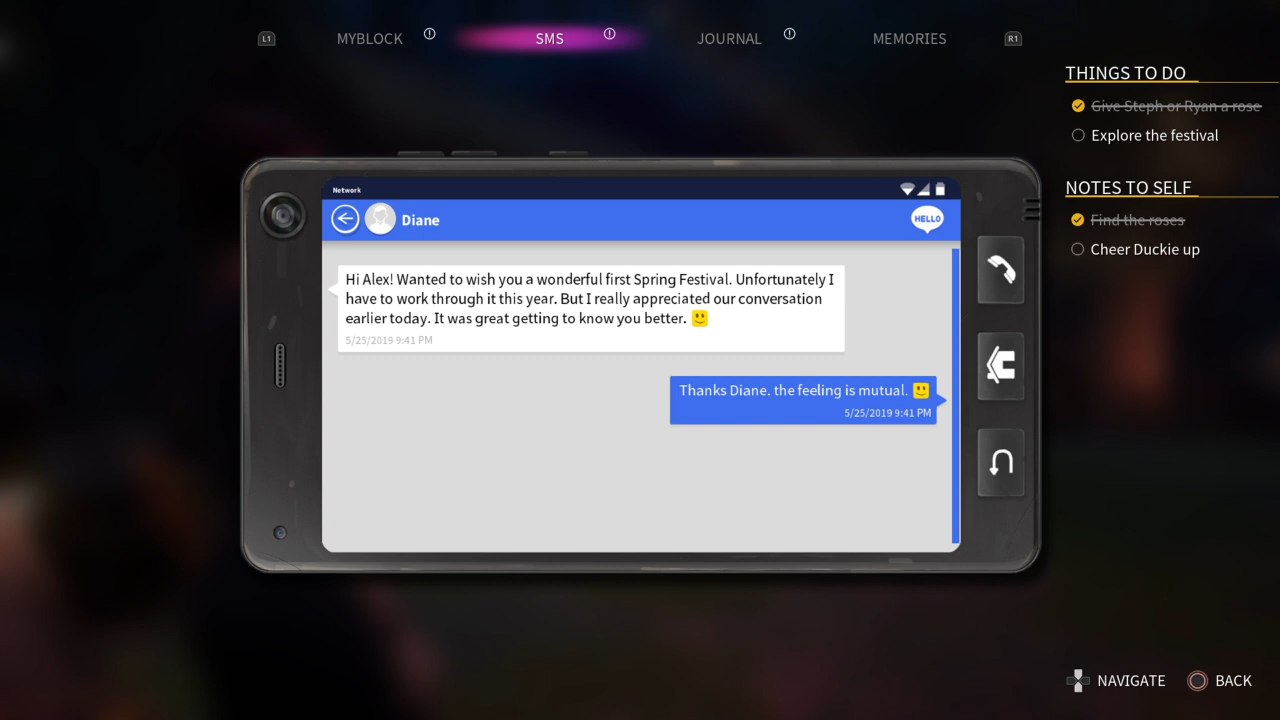 L1
MYBLOCK
SMS
JOURNAL
MEMORIES
R1
THINGS TO DO
Give Steph or Ryan a rose
Explore the festival
NOTES TO SELF
Find the roses
Cheer Duckie up
Network
Diane
HELLO
Hi Alex! Wanted to wish you a wonderful first Spring Festival. Unfortunately I
have to work through it this year. But I really appreciated our conversation
earlier today. It was great getting to know you better.
5/25/2019 9:41 PM
Thanks Diane. the feeling is mutual.
5/25/2019 9:41 PM
NAVIGATE
BACK